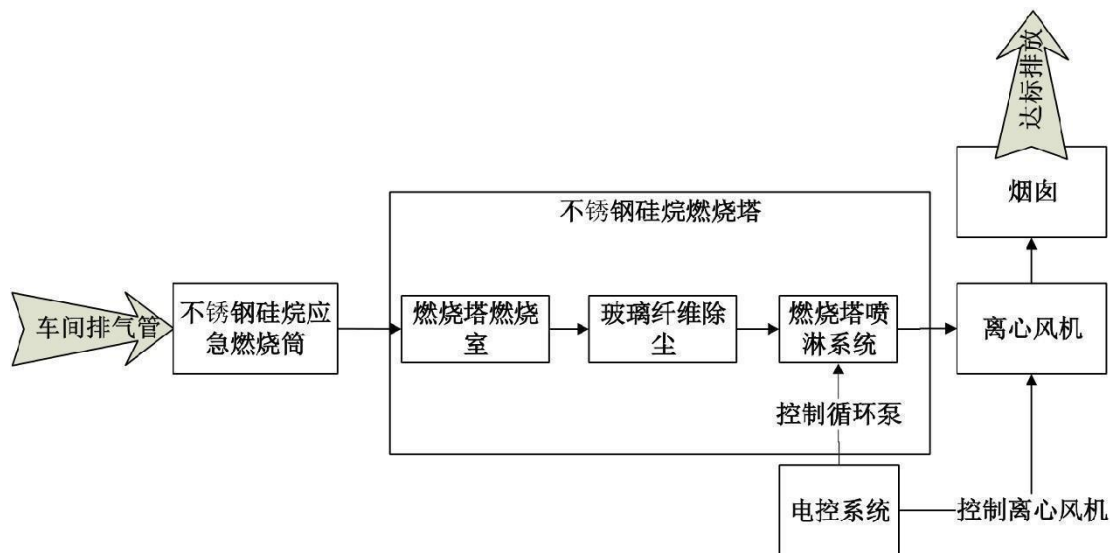 达标排放
烟囱
不锈钢硅烷燃烧塔
车间排气管
不锈钢硅烷应
急燃烧筒
燃烧塔燃烧
室
玻璃纤维除
尘
燃烧塔喷
淋系统
离心风机
控制循环泵
电控系统
控制离心风机